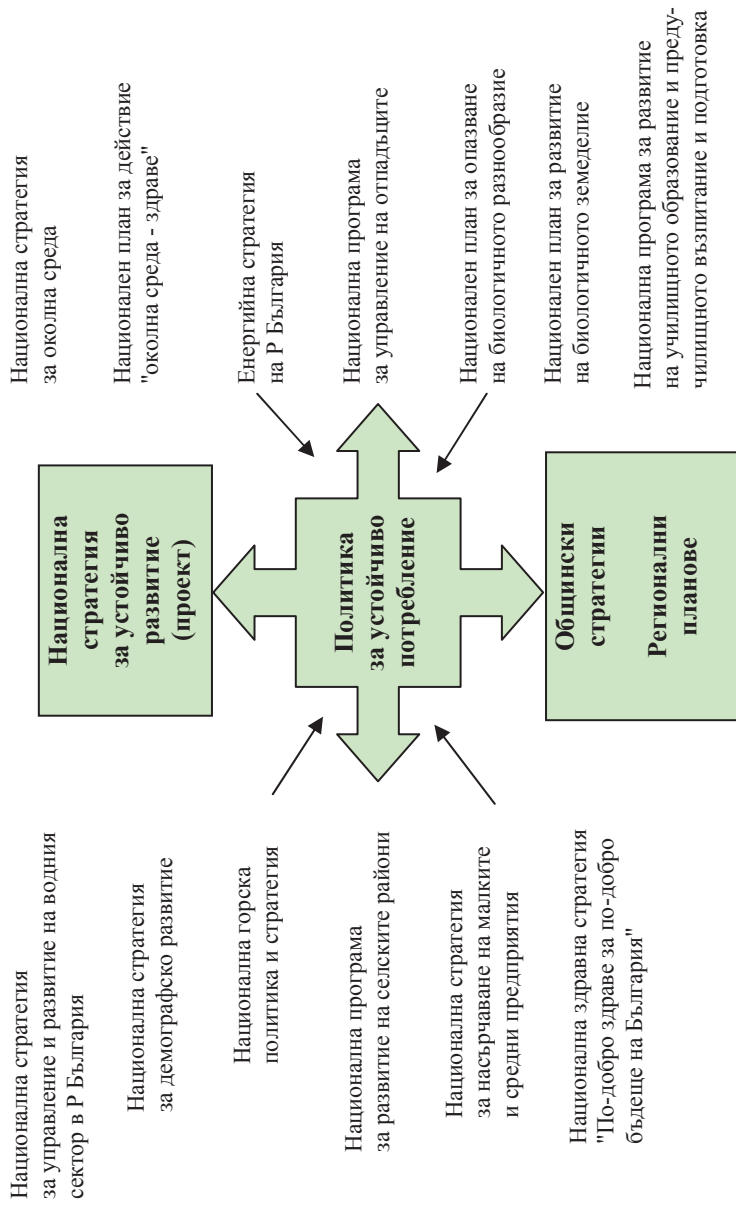 Национална стратегия
за управление и развитие на водния
сектор в Р България
Национална стратегия
за демографско развитие
Национална горска
политика и стратегия
Национална програма
за развитие на селските райони
Национална стратегия
за насърчаване на малките
и средни предприятия
Национална здравна стратегия
"По-добро здраве за по-добро
бъдеще на България"
Национална
стратегия
за устойчиво
развитие
(проект)
Политика
за устойчиво
потребление
Общински
стратегии
Регионални
планове
Национална стратегия
за околна среда
Национален план за действие
"околна среда - здраве"
Енергийна стратегия
на Р България
Национална програма
за управление на отпадъците
Национален план за опазване
на биологичното разнообразие
Национален план за развитие
на биологичното земеделие
Национална програма за развитие
на училищното образование и преду-
чилищното възпитание и подготовка